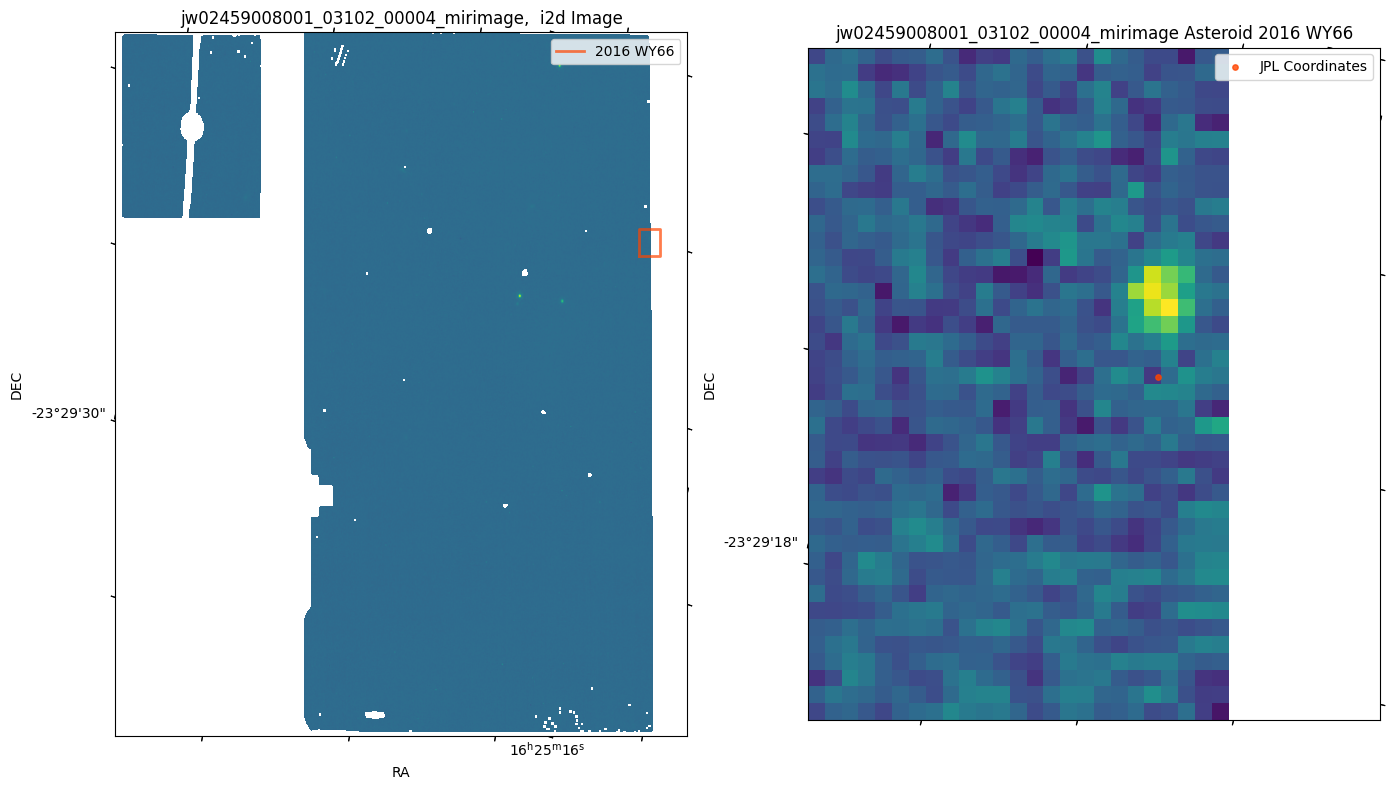 jw02459008001_03102_00004_mirimage,  i2d Image
2016 WY66
DEC
-23°29'30"
16h25m16s
RA
jw02459008001_03102_00004_mirimage Asteroid 2016 WY66
JPL Coordinates
DEC
-23°29'18"